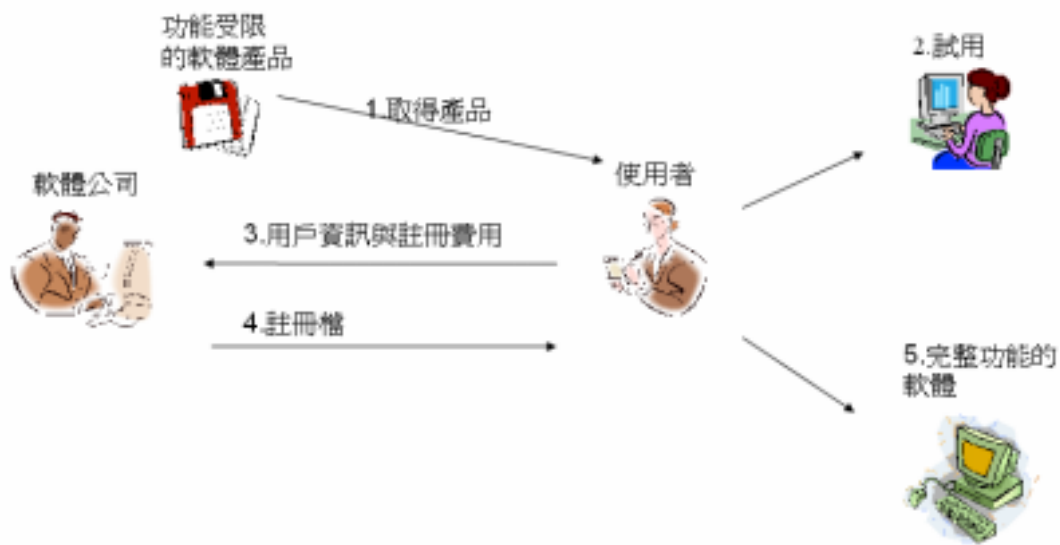 功能受限
的軟體產品
1.取得產品
2.試用
軟體公司
使用者
3.用戶資訊與註冊費用
4.註冊檔
5.完整功能的
軟體